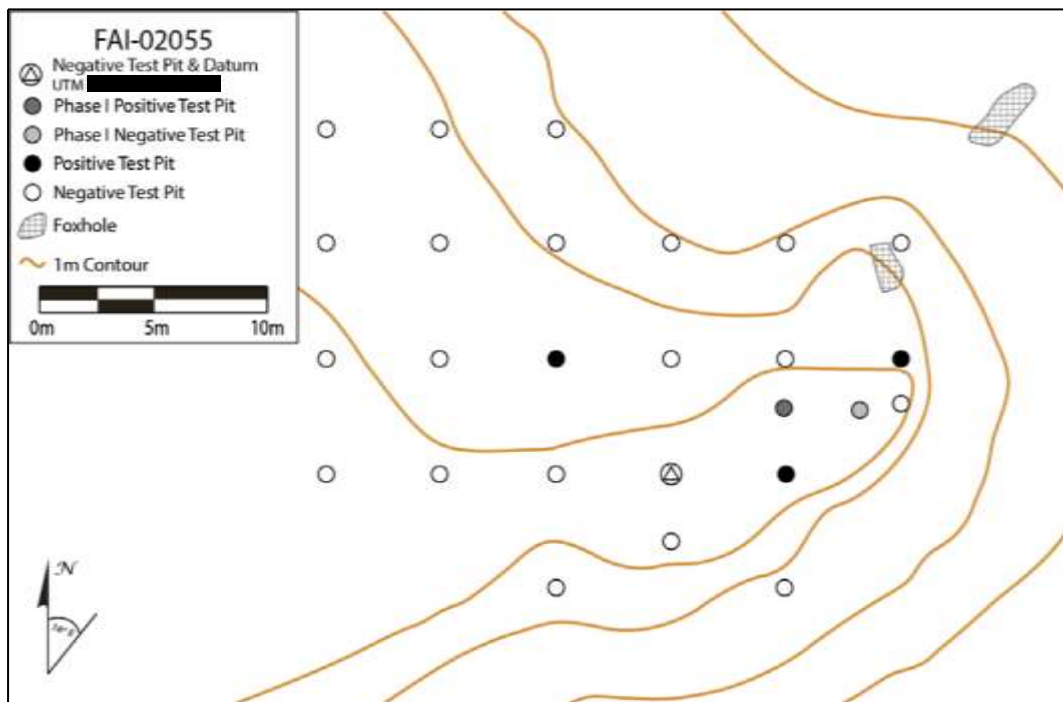 FAI-02055
Negative Test Pit & Datum
UTM
Phase I Positive Test Pit
Phase I Negative Test Pit
Positive Test Pit
Negative Test Pit
Foxhole
1m Contour
0m 5m 10m
N